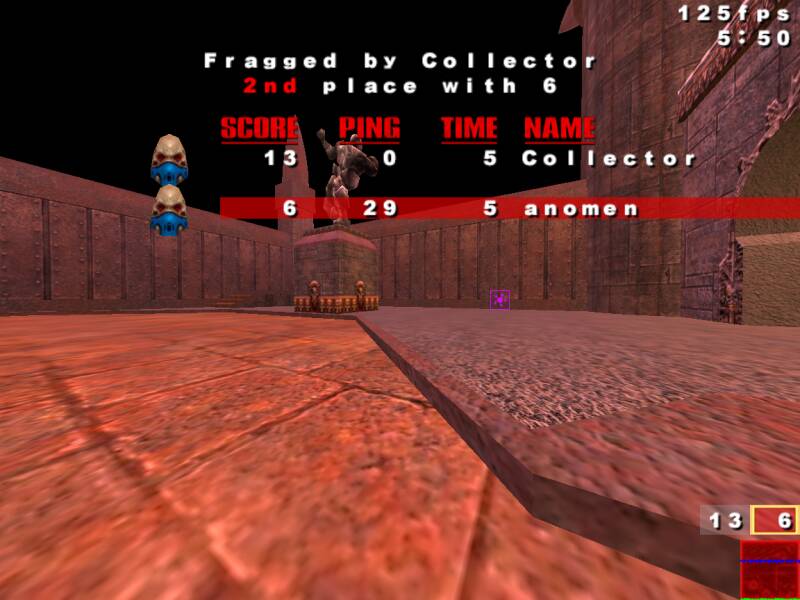 125fps
5:50
Fragged by Collector
2nd place with 6
SCORE PING TIME NAME
13 0 5 Collector
6 29 5 anomen
13 6